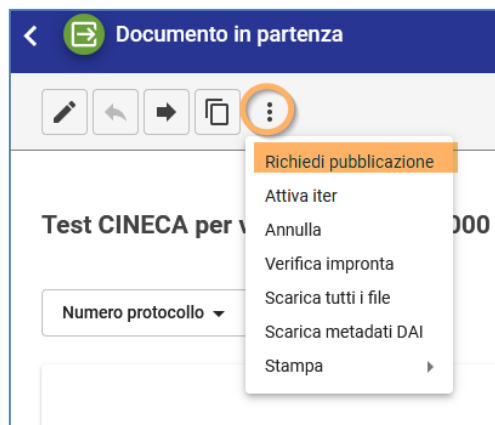 Documento in partenza
Richiedi pubblicazione
Attiva iter
Test CINECA per 000
Annulla
Verifica impronta
Numero protocollo
Scarica tutti i file
Scarica metadati DAI
Stampa